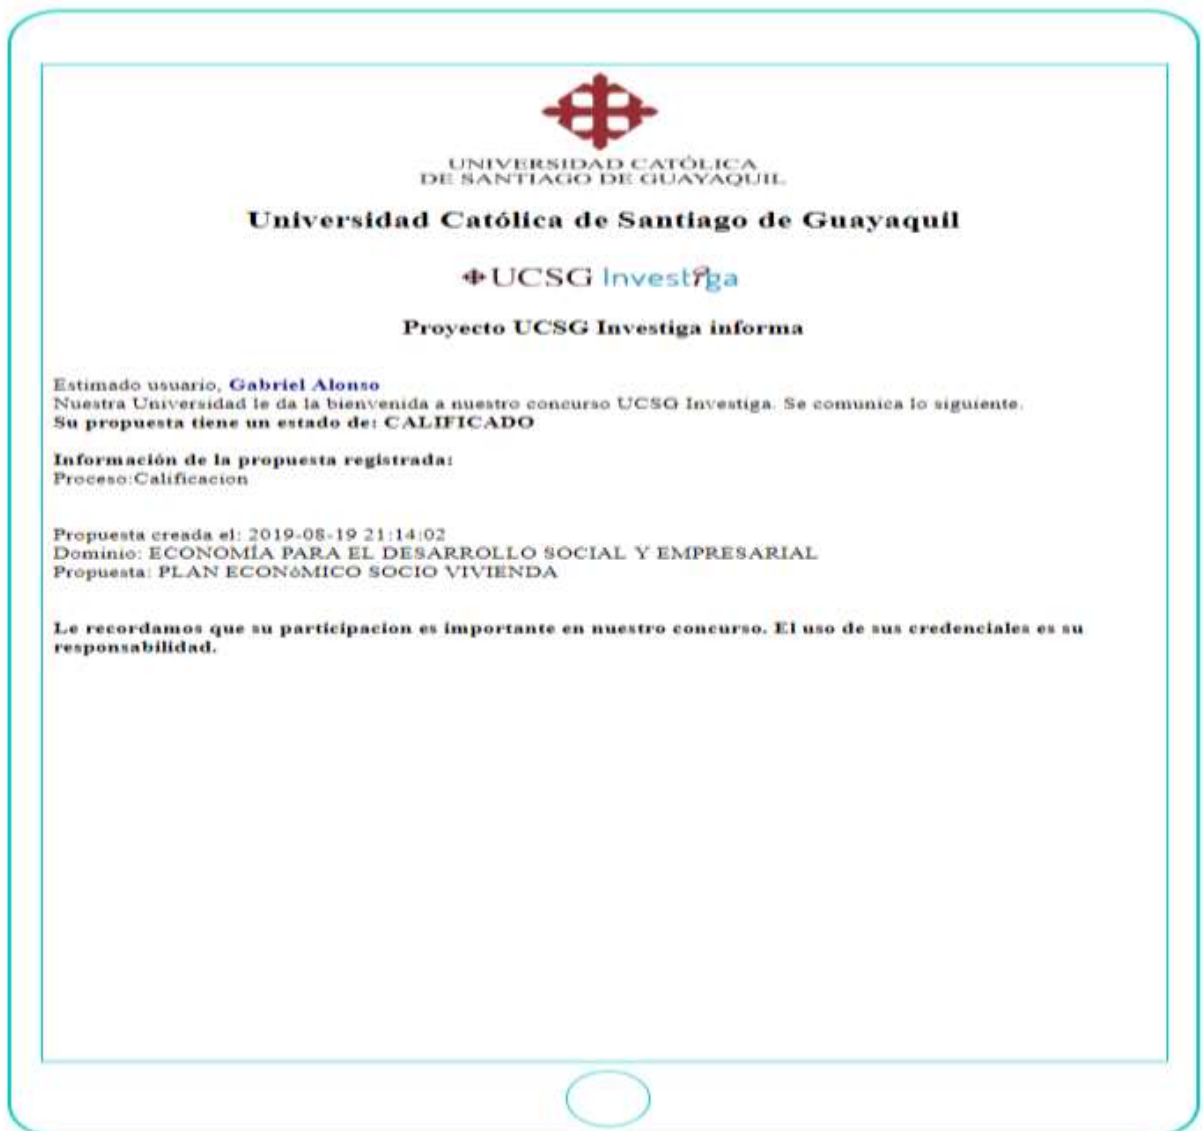 UNIVERSIDAD CATÓLICA
DE SANTIAGO DE GUAYAQUIL
Universidad Católica de Santiago de Guayaquil
UCSG Investiga
Proyecto UCSG Investiga informa
Estimado usuario, Gabriel Alonso
Nuestra Universidad le da la bienvenida a nuestro concurso UCSG Investiga. Se comunica lo siguiente.
Su propuesta tiene un estado de: CALIFICADO
Información de la propuesta registrada:
Proceso:Calificacion
Propuesta creada el: 2019-08-19 21:14:02
Dominio: ECONOMÍA PARA EL DESARROLLO SOCIAL Y EMPRESARIAL
Propuesta: PLAN ECONóMICO SOCIO VIVIENDA
Le recordamos que su participacion es importante en nuestro concurso. El uso de sus credenciales es su
responsabilidad.